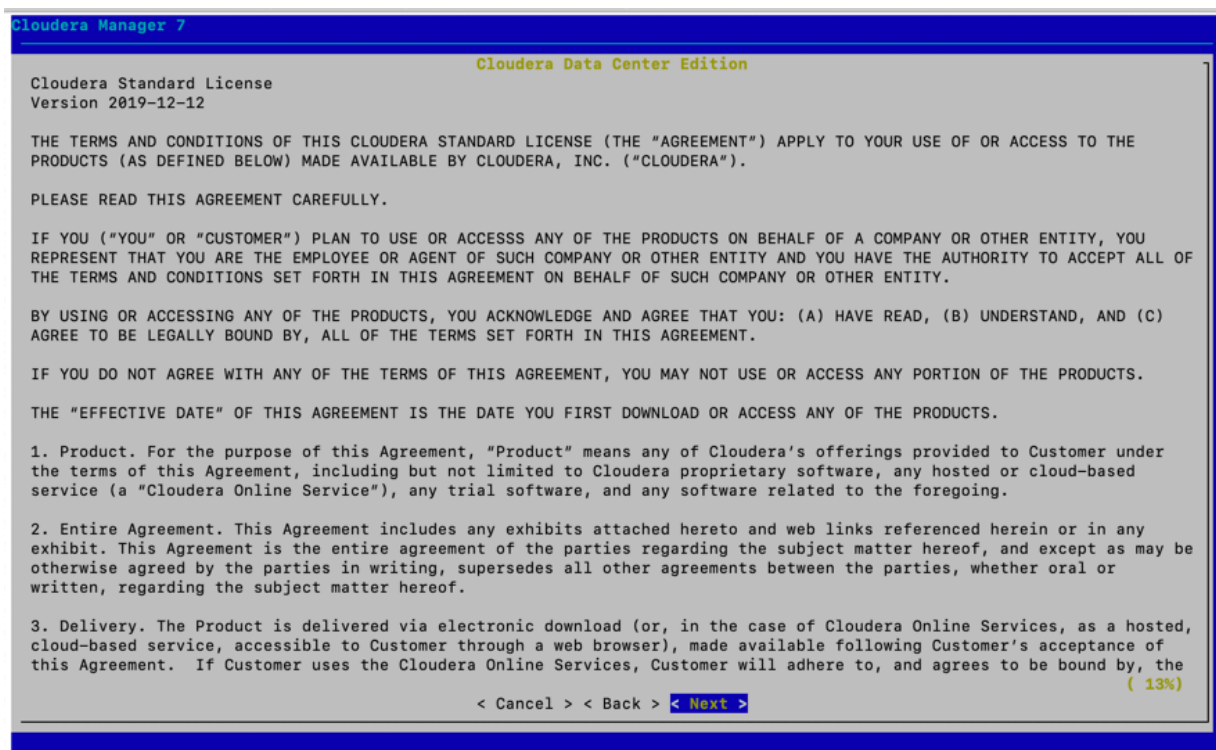 Cloudera Manager 7
Cloudera Data Center Edition
Cloudera Standard License
Version 2019-12-12
THE TERMS AND CONDITIONS OF THIS CLOUDERA STANDARD LICENSE (THE “AGREEMENT”) APPLY TO YOUR USE OF OR ACCESS TO THE
PRODUCTS (AS DEFINED BELOW) MADE AVAILABLE BY CLOUDERA, INC. (“CLOUDERA”).
PLEASE READ THIS AGREEMENT CAREFULLY.
IF YOU (“YOU” OR “CUSTOMER”) PLAN TO USE OR ACCESSS ANY OF THE PRODUCTS ON BEHALF OF A COMPANY OR OTHER ENTITY, YOU
REPRESENT THAT YOU ARE THE EMPLOYEE OR AGENT OF SUCH COMPANY OR OTHER ENTITY AND YOU HAVE THE AUTHORITY TO ACCEPT ALL OF
THE TERMS AND CONDITIONS SET FORTH IN THIS AGREEMENT ON BEHALF OF SUCH COMPANY OR OTHER ENTITY.
BY USING OR ACCESSING ANY OF THE PRODUCTS, YOU ACKNOWLEDGE AND AGREE THAT YOU: (A) HAVE READ, (B) UNDERSTAND, AND (C)
AGREE TO BE LEGALLY BOUND BY, ALL OF THE TERMS SET FORTH IN THIS AGREEMENT.
IF YOU DO NOT AGREE WITH ANY OF THE TERMS OF THIS AGREEMENT, YOU MAY NOT USE OR ACCESS ANY PORTION OF THE PRODUCTS.
THE “EFFECTIVE DATE” OF THIS AGREEMENT IS THE DATE YOU FIRST DOWNLOAD OR ACCESS ANY OF THE PRODUCTS.
1. Product. For the purpose of this Agreement, “Product” means any of Cloudera’s offerings provided to Customer under
the terms of this Agreement, including but not limited to Cloudera proprietary software, any hosted or cloud-based
service (a “Cloudera Online Service”), any trial software, and any software related to the foregoing.
2. Entire Agreement. This Agreement includes any exhibits attached hereto and web links referenced herein or in any
exhibit. This Agreement is the entire agreement of the parties regarding the subject matter hereof, and except as may be
otherwise agreed by the parties in writing, supersedes all other agreements between the parties, whether oral or
written, regarding the subject matter hereof.
3. Delivery. The Product is delivered via electronic download (or, in the case of Cloudera Online Services, as a hosted,
cloud-based service, accessible to Customer through a web browser), made available following Customer’s acceptance of
this Agreement.  If Customer uses the Cloudera Online Services, Customer will adhere to, and agrees to be bound by, the
( 13%)
< Cancel > < Back > < Next >